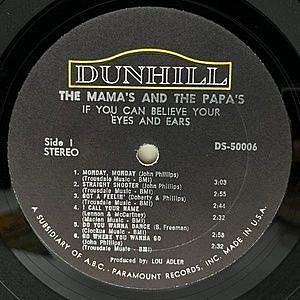 DUNHILL
THE MAMA'S AND THE PAPA'S
IF YOU CAN BELIEVE YOUR
EYES AND EARS
Side 1
STEREO
DS-50006
1. MONDAY, MONDAY (John Phillips)
(Trousdale Music - BMI) 3:03
2. STRAIGHT SHOOTER (John Phillips)
(Trousdale Music - BMI) 2:55
3. GOT A FEELIN' (Doherty & Phillips)
(Trousdale Music - BMI) 2:44
4. I CALL YOUR NAME
(Lennon & McCartney)
(Maclen Music - BMI) 2:32
5. DO YOU WANNA DANCE (B. Freeman)
(Clockus Music - BMI)
6. GO WHERE YOU WANNA GO
(John Phillips)
(Trousdale Music - BMI) 2:32
Produced by: LOU ADLER
A SUBSIDIARY OF A.B.C. - PARAMOUNT RECORDS, INC. MADE IN U.S.A.